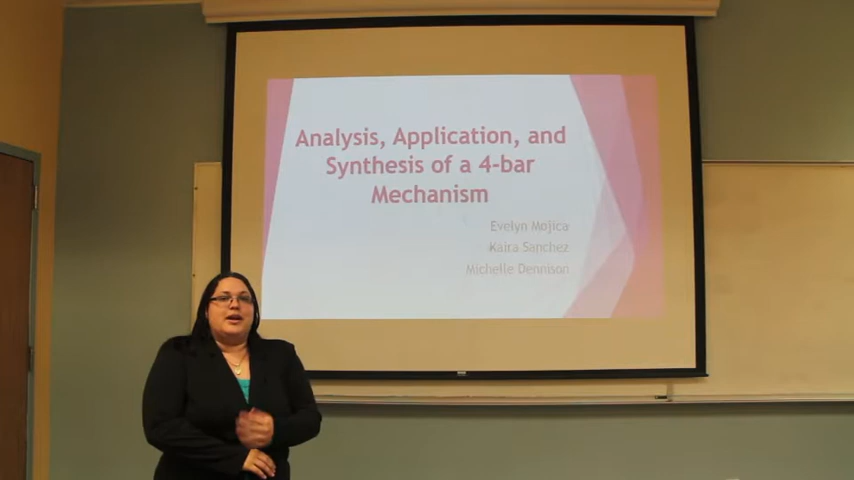 Analysis, Application, and
Synthesis of a 4-bar
Mechanism
Evelyn Mojica
Kaira Sanchez
Michelle Dennison